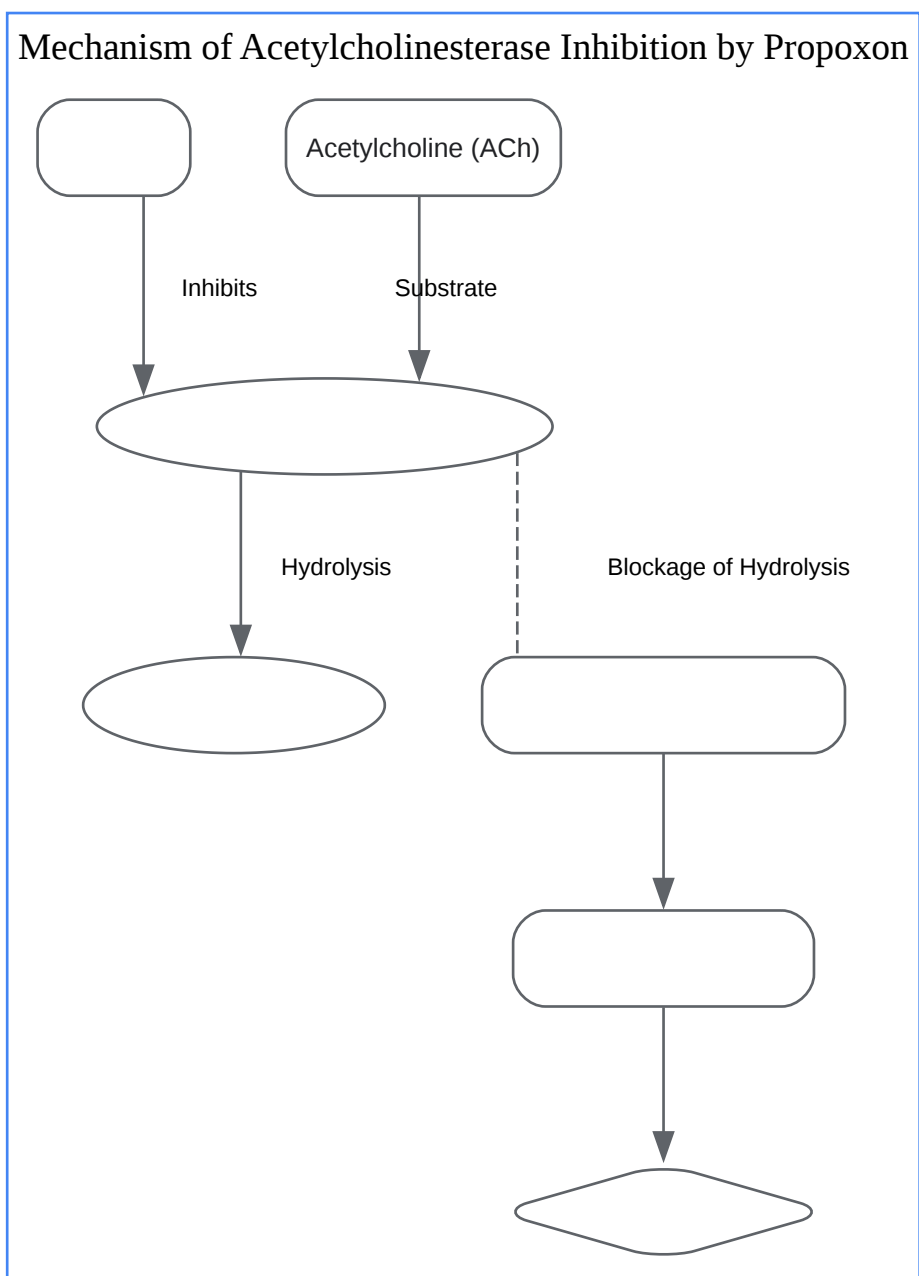 Mechanism of Acetylcholinesterase Inhibition by Propoxon
Acetylcholine (ACh)
Inhibits
Substrate
Hydrolysis
Blockage of Hydrolysis